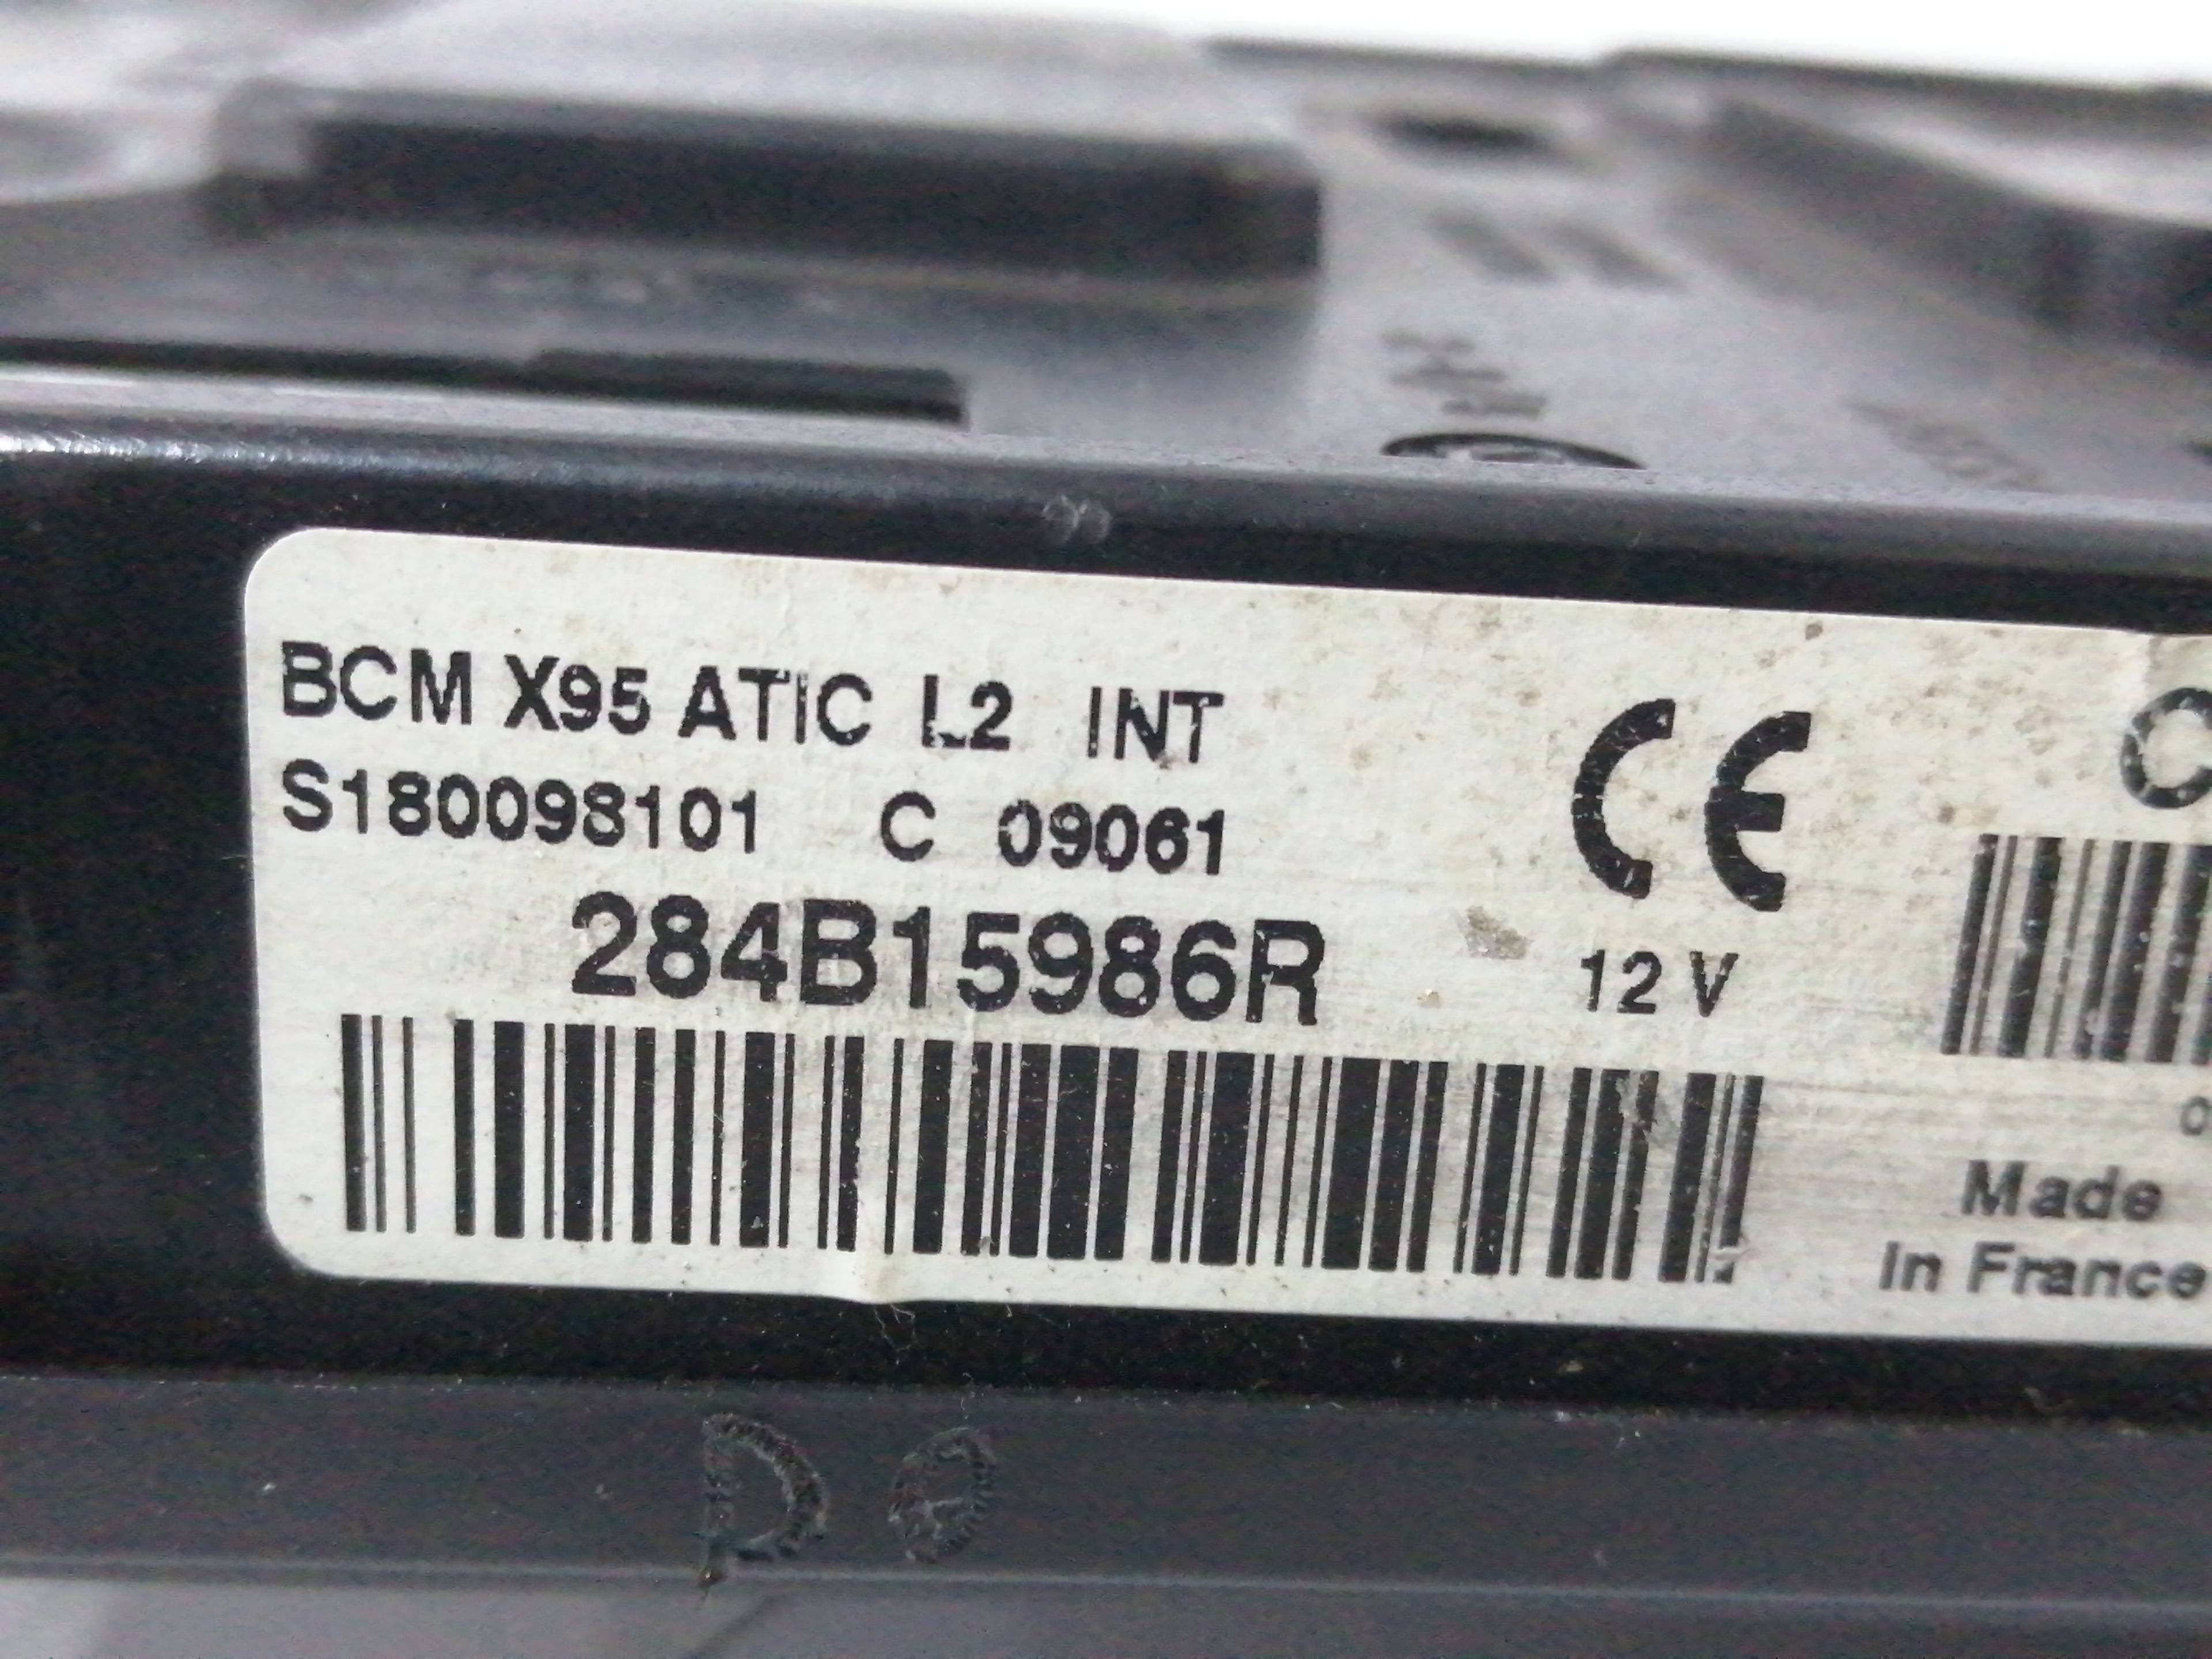 BCM X95 ATIC L2 INT
S180098101 C 09061
284B15986R
CE
12 V
C
Made
In France